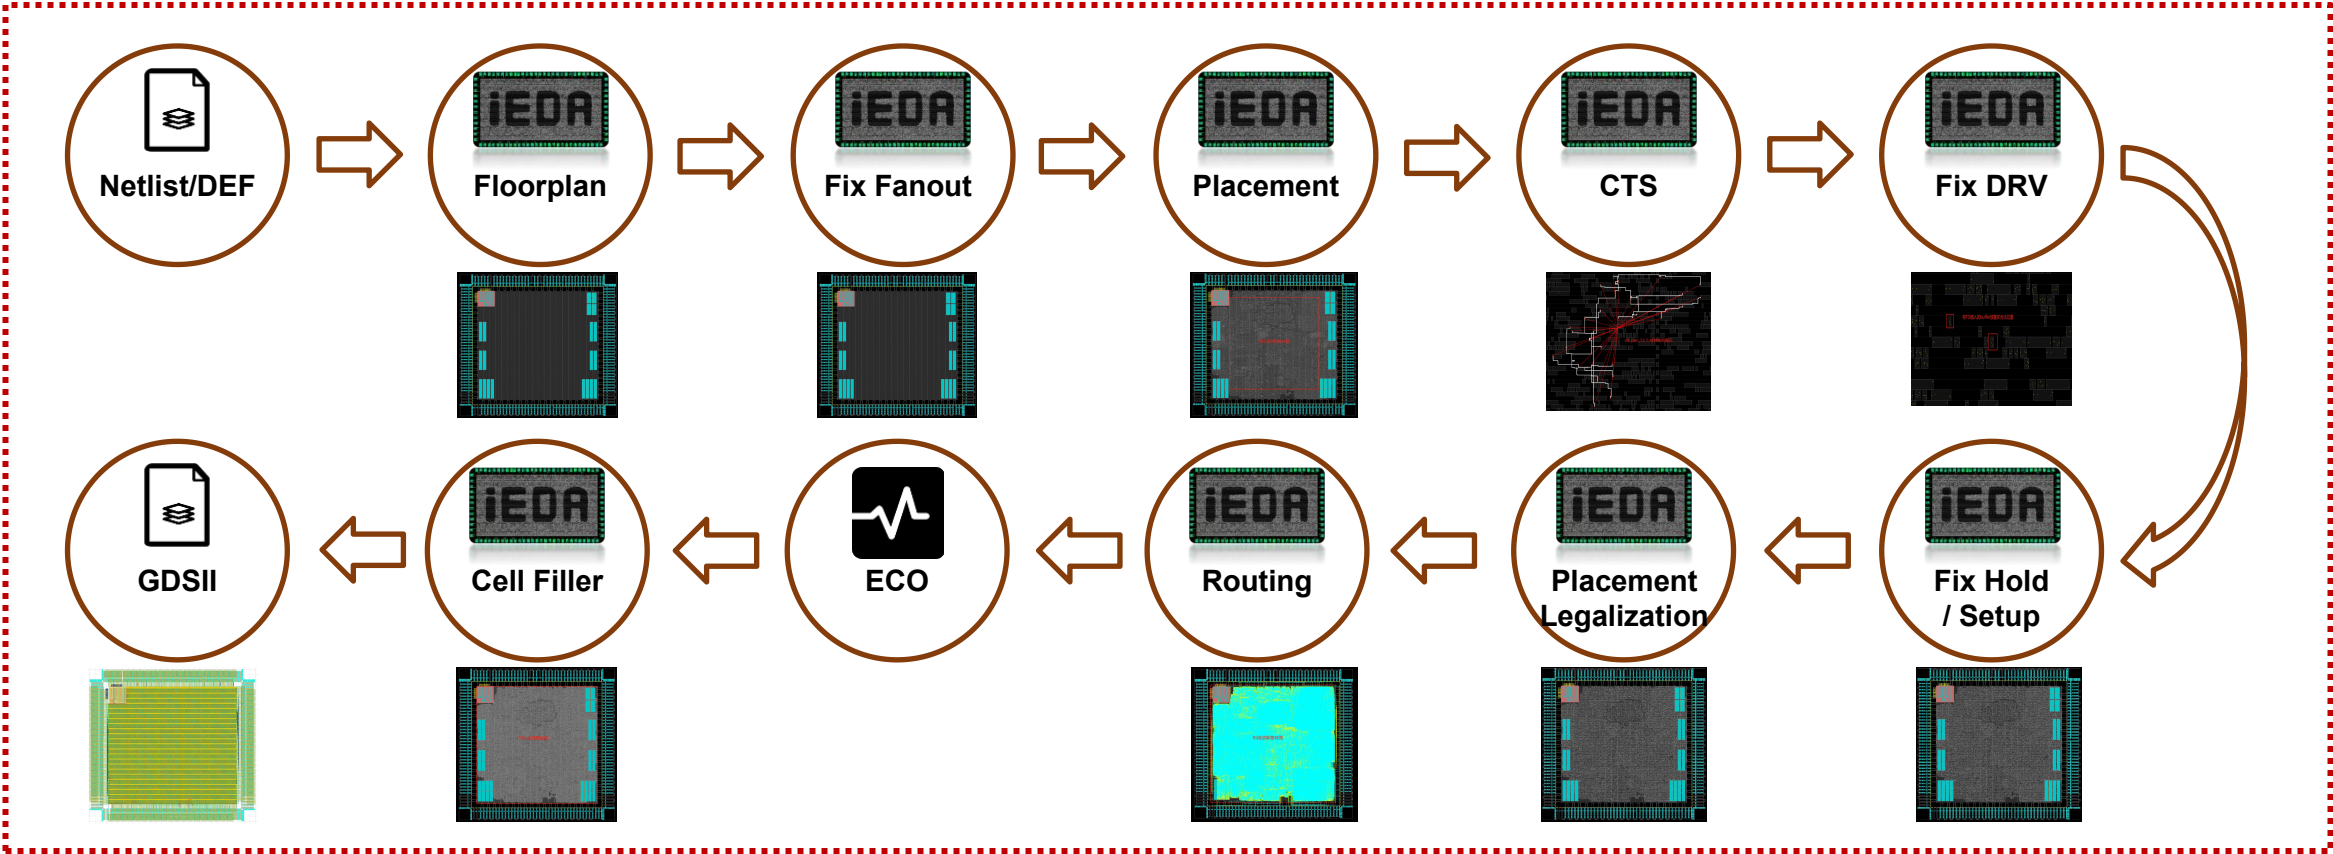 iEDA
iEDA
iEDA
iEDA
iEDA
Netlist/DEF
Floorplan
Fix Fanout
Placement
CTS
Fix DRV
iEDA
iEDA
iEDA
iEDA
GDSII
Cell Filler
ECO
Routing
Placement
Legalization
Fix Hold
/ Setup